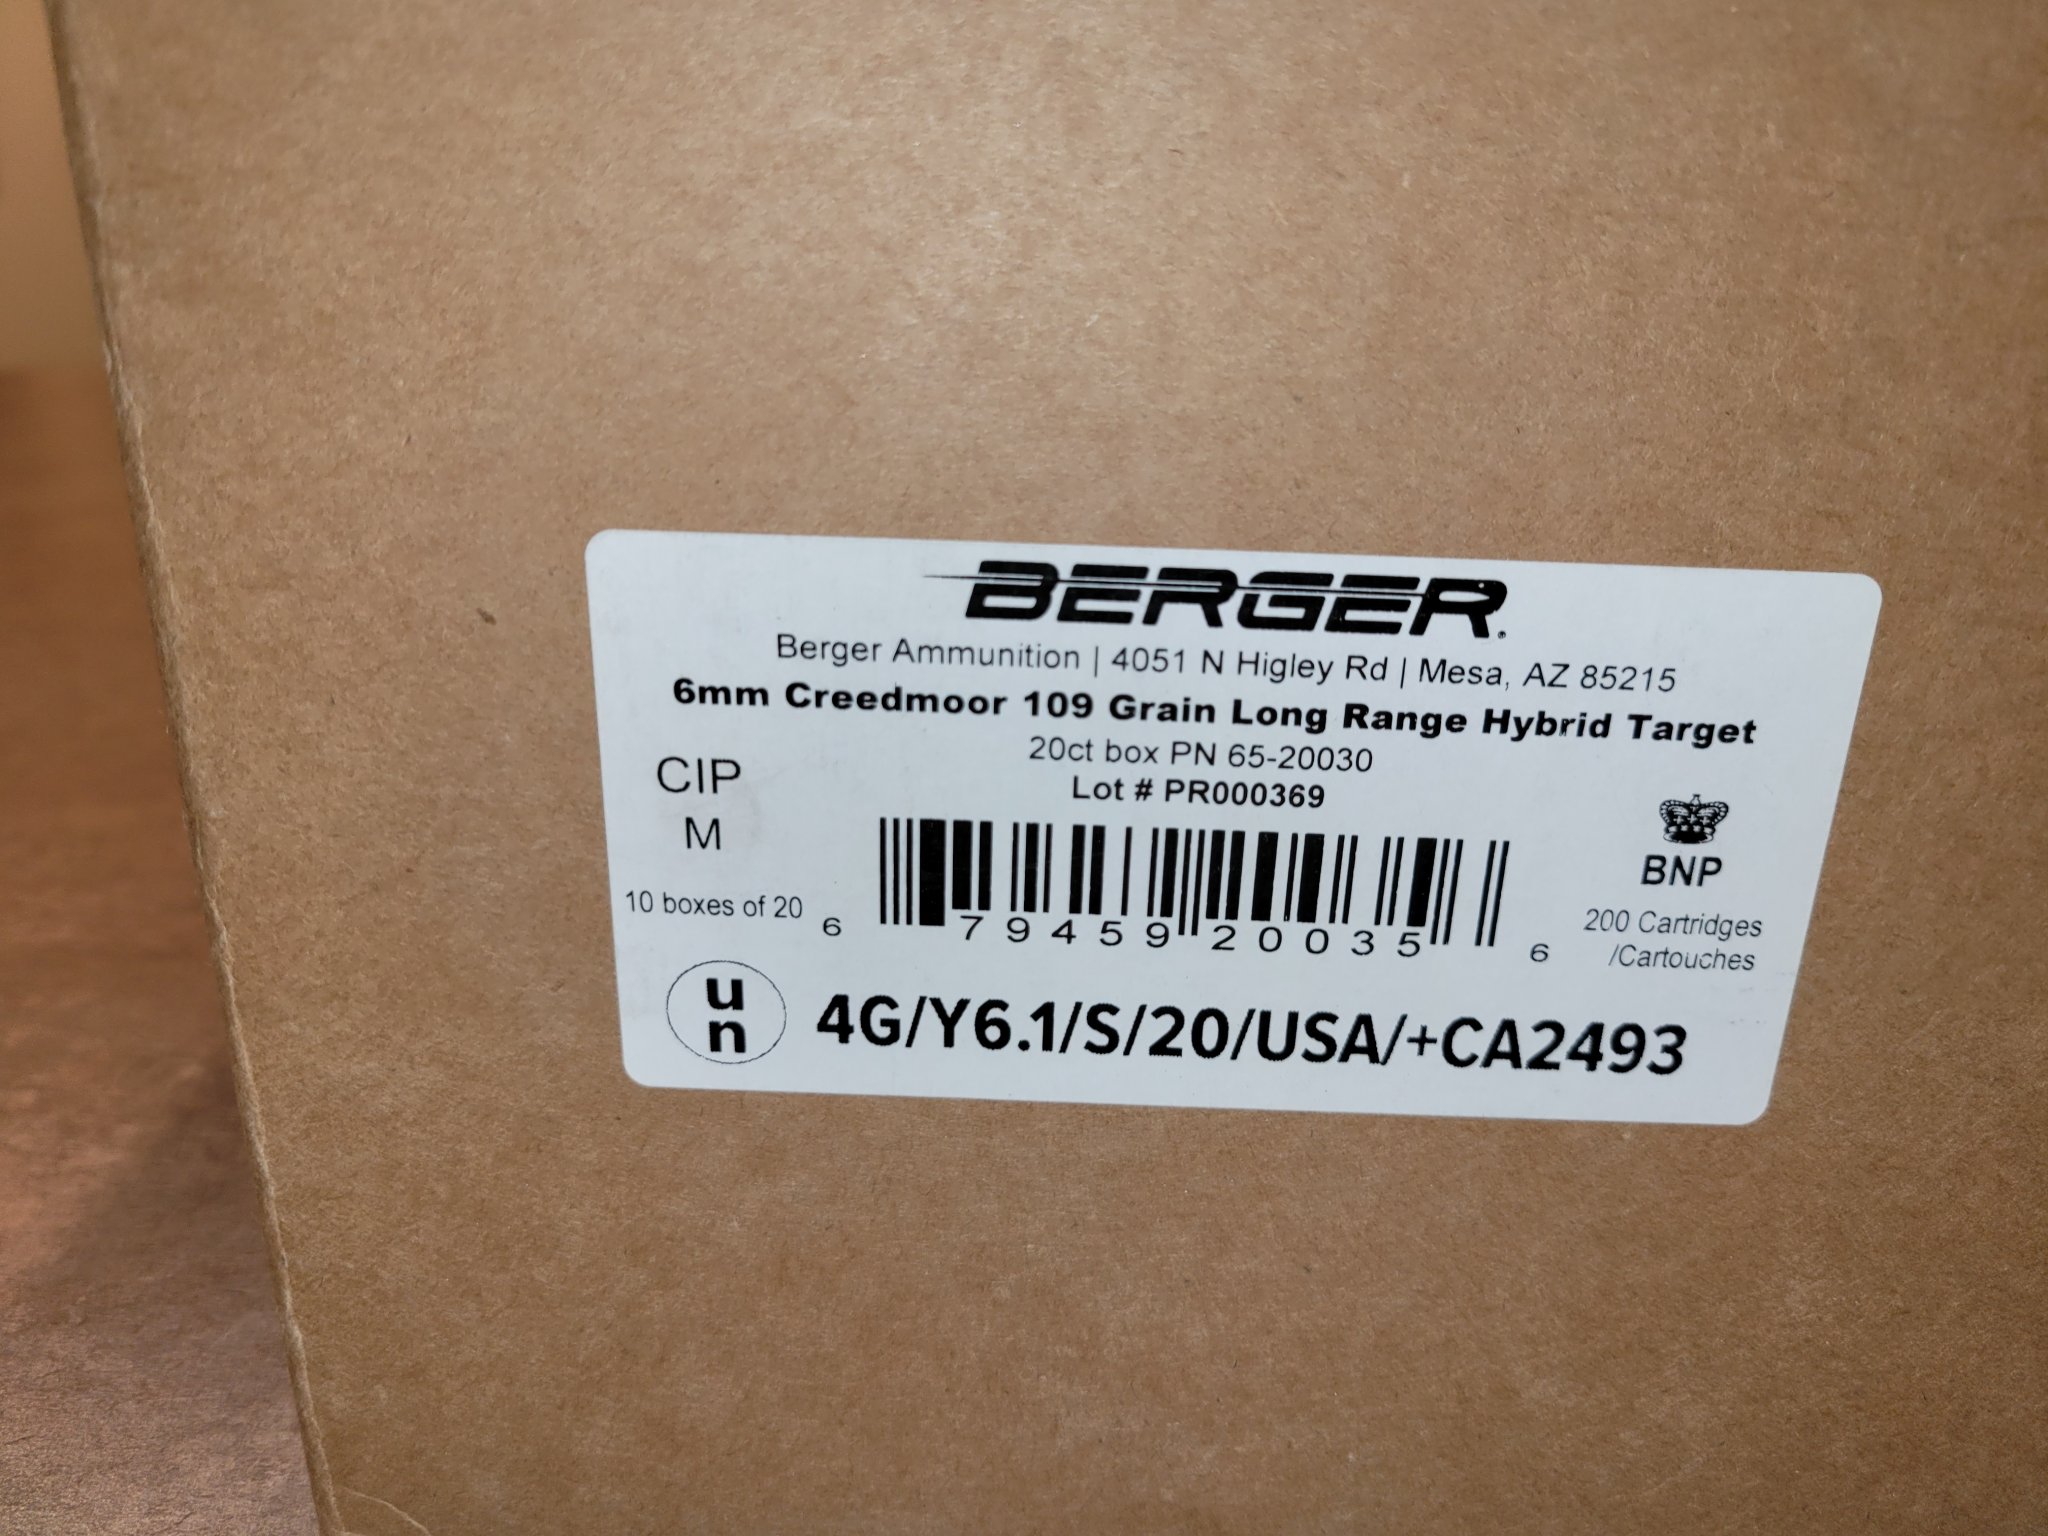 BERGER.
Berger Ammunition | 4051 N Higley Rd | Mesa, AZ 85215
6mm Creedmoor 109 Grain Long Range Hybrid Target
20ct box PN 65-20030
Lot # PR000369
CIP
M
10 boxes of 20
6 79459 20035 6
BNP
200 Cartridges
/Cartouches
un
4G/Y6.1/S/20/USA/+CA2493